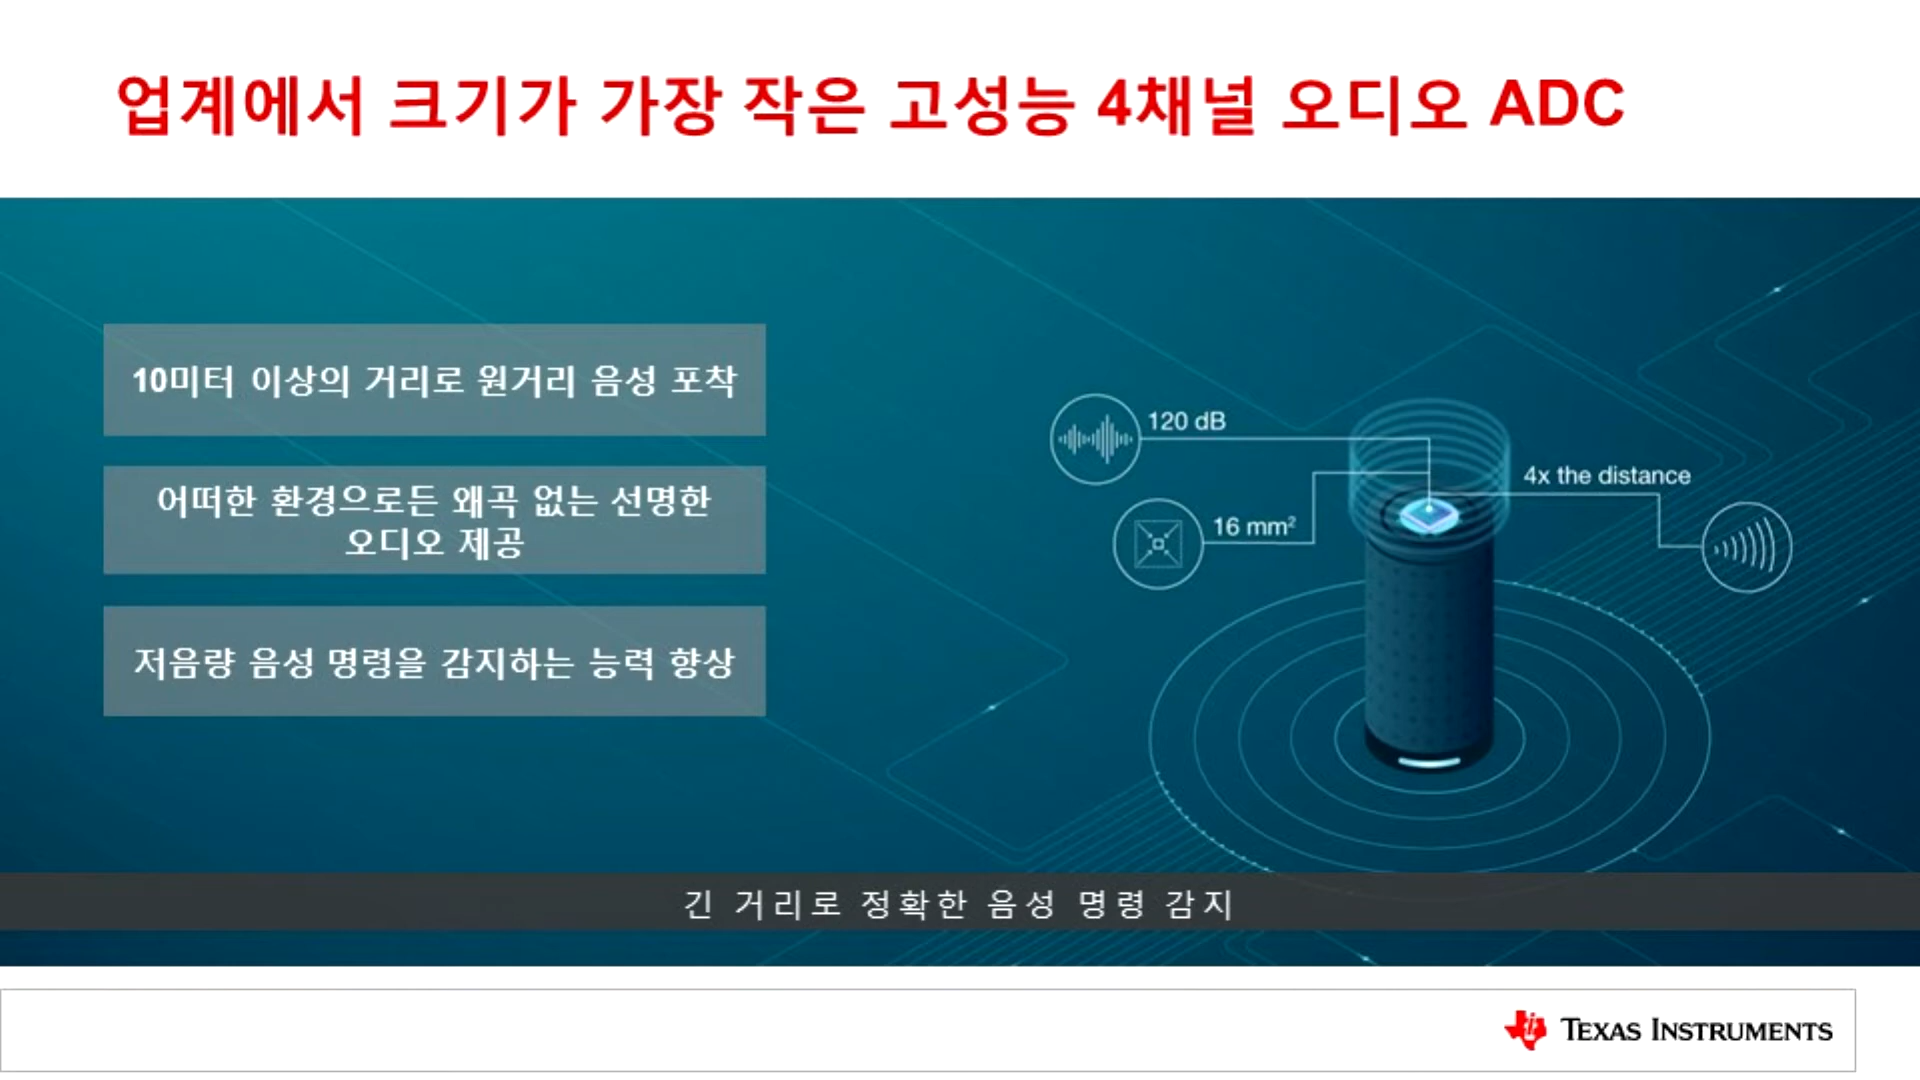 업계에서 크기가 가장 작은 고성능 4채널 오디오 ADC
10미터 이상의 거리로 원거리 음성 포착
어떠한 환경으로든 왜곡 없는 선명한
오디오 제공
저음량 음성 명령을 감지하는 능력 향상
120 dB
4x the distance
16 mm²
긴 거리로 정확한 음성 명령 감지
TEXAS INSTRUMENTS